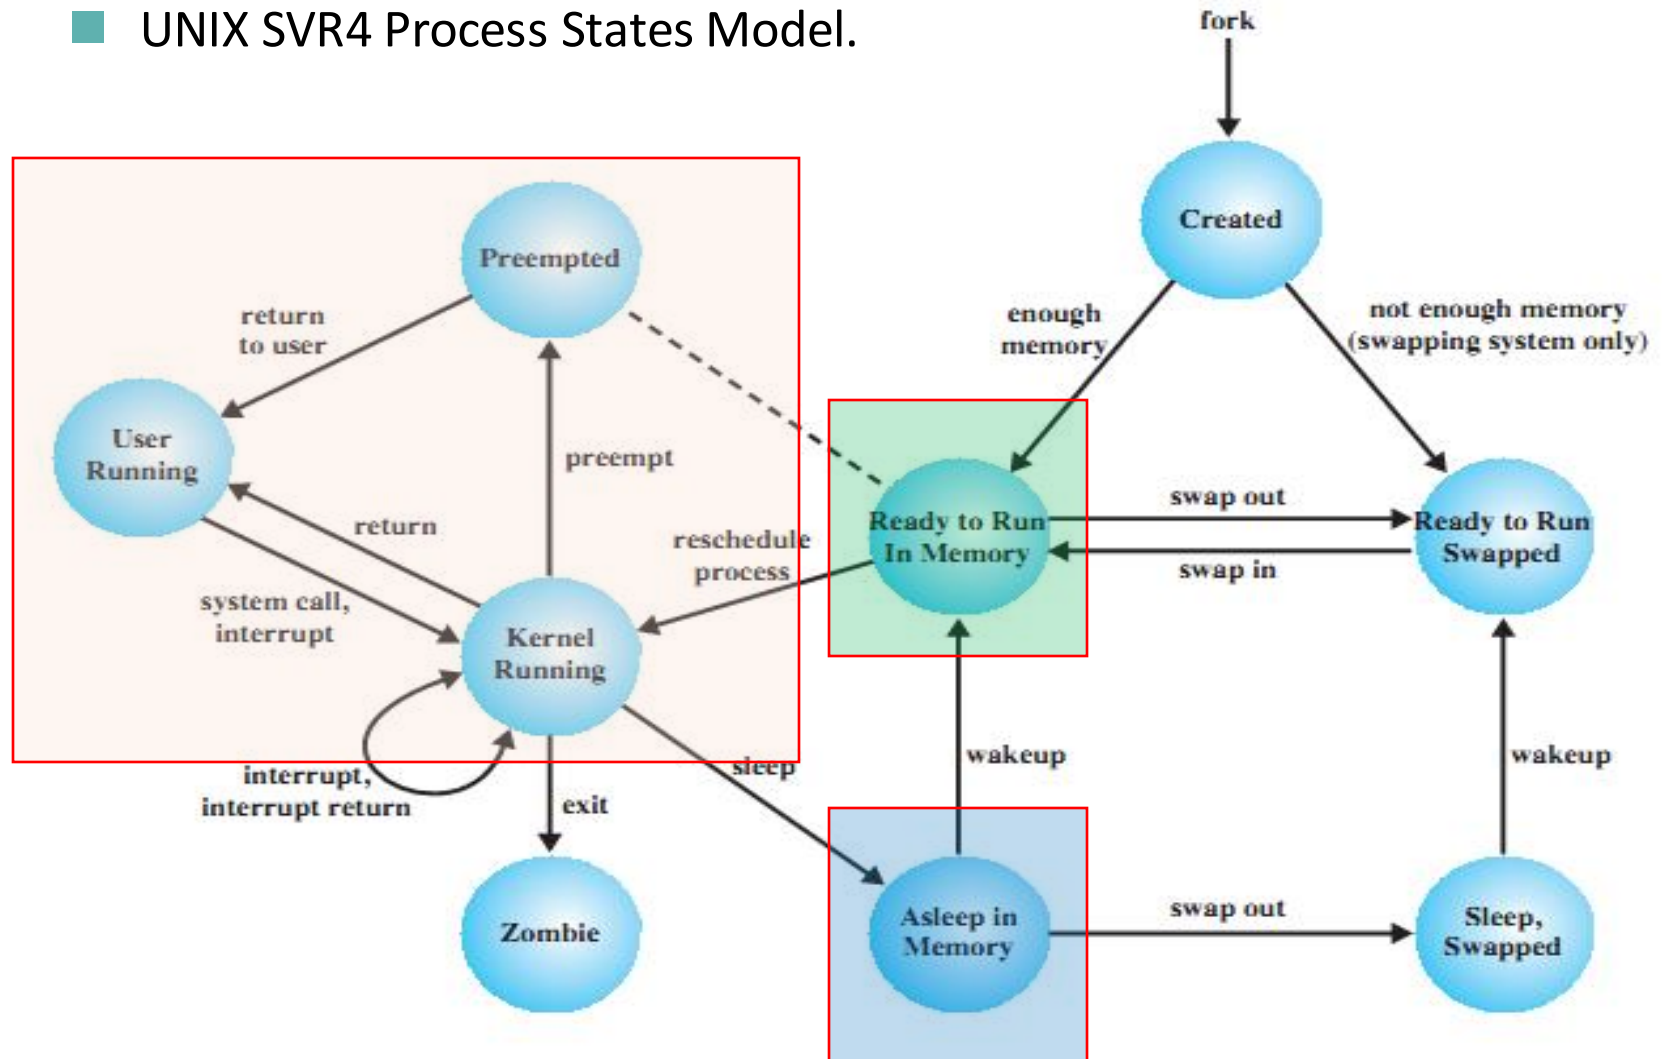 UNIX SVR4 Process States Model.
fork
Created
Preempted
return
to user
enough
memory
not enough memory
(swapping system only)
User
Running
preempt
return
reschedule
process
Ready to Run
In Memory
swap out
swap in
Ready to Run
Swapped
system call,
interrupt
Kernel
Running
interrupt,
interrupt return
sleep
wakeup
wakeup
exit
Zombie
Asleep in
Memory
swap out
Sleep,
Swapped